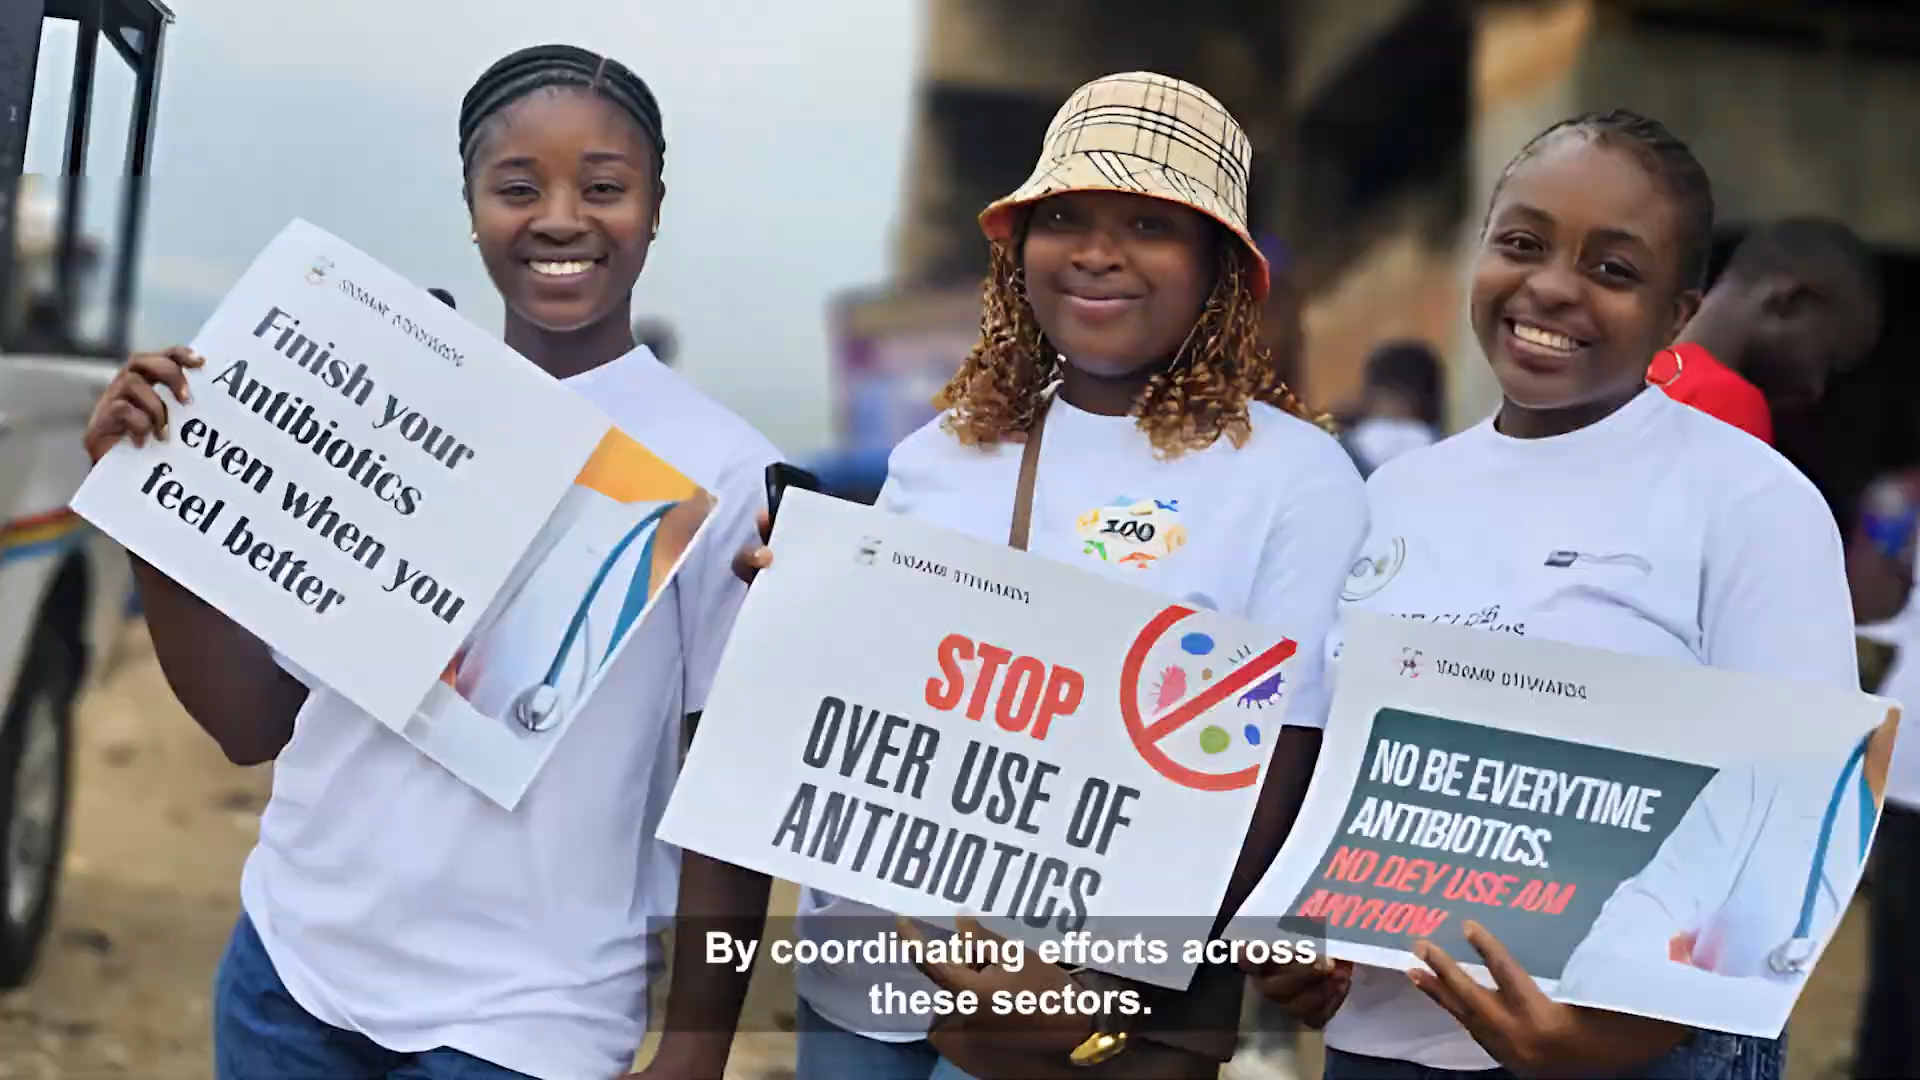 Finish your
Antibiotics
even when you
feel better
100
STOP
OVER USE OF
ANTIBIOTICS
NO BE EVERYTIME
ANTIBIOTICS.
NO DEY USE AM
ANYHOW
By coordinating efforts across
these sectors.